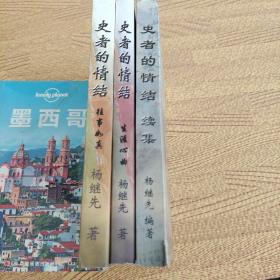 lonely planet
墨西哥
史者的情结
往事如真
杨继先 著
史者的情结
生涯心曲
杨继先 著
史者的情结 续集
杨继先 编著